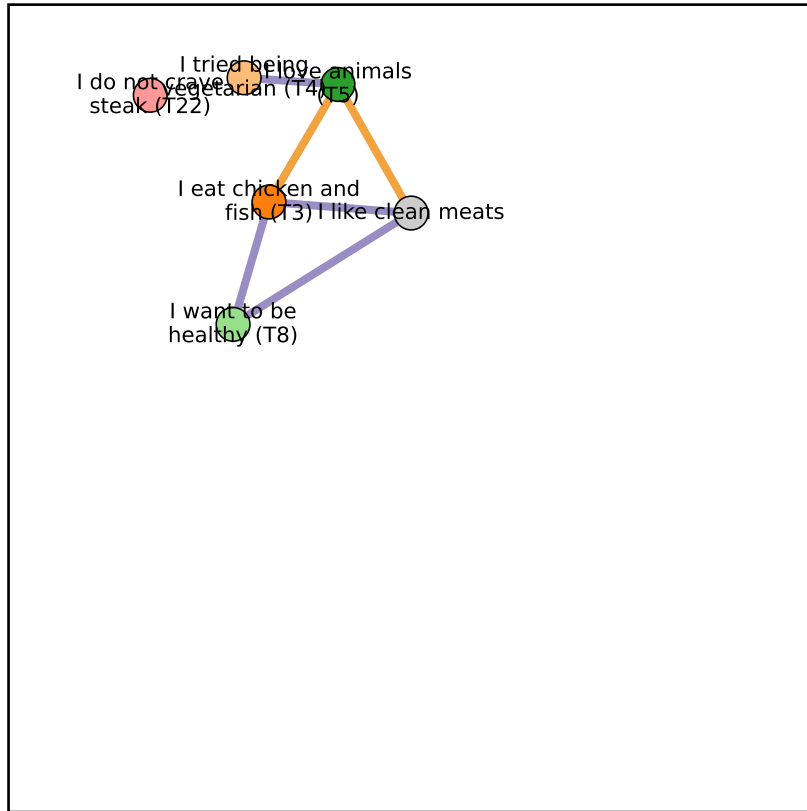 I tried being
vegetarian (T4)
I love animals
(T5)
I do not crave
steak (T22)
I eat chicken and
fish (T3)
I like clean meats
I want to be
healthy (T8)